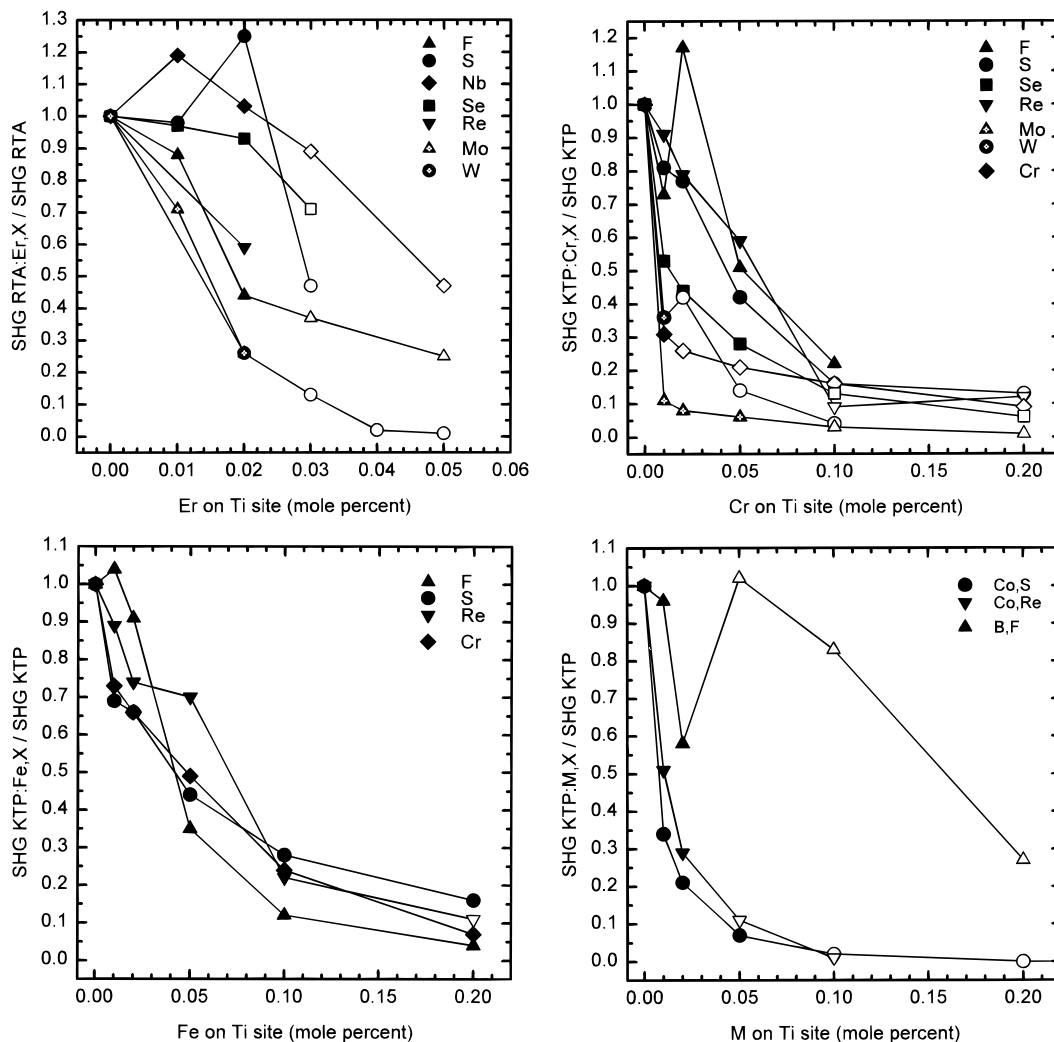 SHG RTA:Er,X / SHG RTA
1.3
1.2
1.1
1.0
0.9
0.8
0.7
0.6
0.5
0.4
0.3
0.2
0.1
0.0
F
S
Nb
Se
Re
Mo
W
0.00 0.01 0.02 0.03 0.04 0.05 0.06
Er on Ti site (mole percent)
SHG KTP:Cr,X / SHG KTP
1.2
1.1
1.0
0.9
0.8
0.7
0.6
0.5
0.4
0.3
0.2
0.1
0.0
F
S
Se
Re
Mo
W
Cr
0.00 0.05 0.10 0.15 0.20
Cr on Ti site (mole percent)
SHG KTP:Fe,X / SHG KTP
1.1
1.0
0.9
0.8
0.7
0.6
0.5
0.4
0.3
0.2
0.1
0.0
F
S
Re
Cr
0.00 0.05 0.10 0.15 0.20
Fe on Ti site (mole percent)
SHG KTP:M,X / SHG KTP
1.1
1.0
0.9
0.8
0.7
0.6
0.5
0.4
0.3
0.2
0.1
0.0
Co,S
Co,Re
B,F
0.00 0.05 0.10 0.15 0.20
M on Ti site (mole percent)